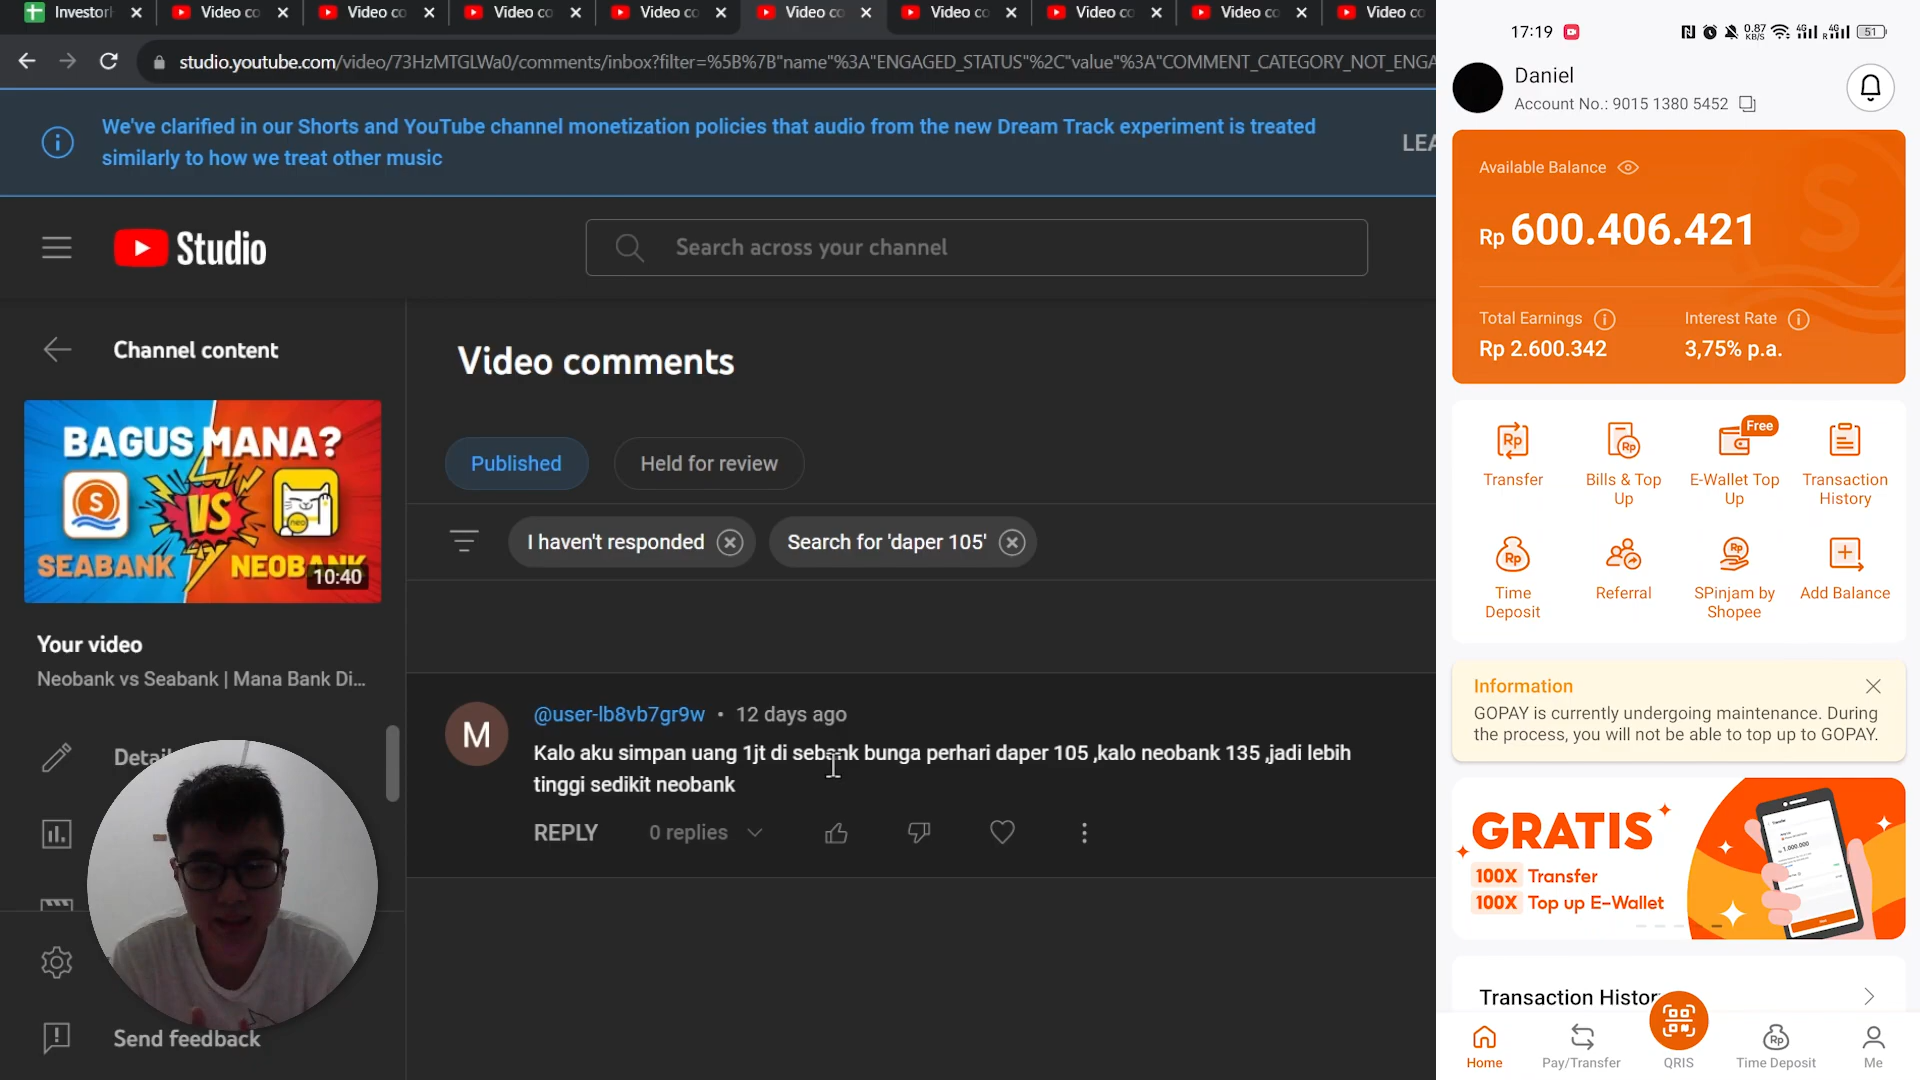 Investor
Video co
Video co
Video co
Video co
Video co
Video co
Video co
Video co
Video co
studio.youtube.com/video/73HzMTGLWa0/comments/inbox?filter=%5B%7B"name"%3A"ENGAGED_STATUS"%2C"value"%3A"COMMENT_CATEGORY_NOT_ENGA
We've clarified in our Shorts and YouTube channel monetization policies that audio from the new Dream Track experiment is treated
similarly to how we treat other music
LEA
Studio
Search across your channel
Channel content
BAGUS MANA?
S
VS
neo
SEABANK
NEOBANK
10:40
Your video
Neobank vs Seabank | Mana Bank Di...
Send feedback
Video comments
Published
Held for review
I haven't responded
Search for 'daper 105'
M
@user-lb8vb7gr9w • 12 days ago
Kalo aku simpan uang 1jt di sebank bunga perhari daper 105 ,kalo neobank 135 ,jadi lebih
tinggi sedikit neobank
REPLY
0 replies
17:19
0.87
KB/S
4G
4G
51
Daniel
Account No.: 9015 1380 5452
Available Balance
Rp 600.406.421
Total Earnings
Interest Rate
Rp 2.600.342
3,75% p.a.
Free
Transfer
Bills & Top
Up
E-Wallet Top
Up
Transaction
History
Time
Deposit
Referral
SPinjam by
Shopee
Add Balance
Information
GOPAY is currently undergoing maintenance. During
the process, you will not be able to top up to GOPAY.
GRATIS
100X Transfer
100X Top up E-Wallet
Home
Pay/Transfer
QRIS
Time Deposit
Me